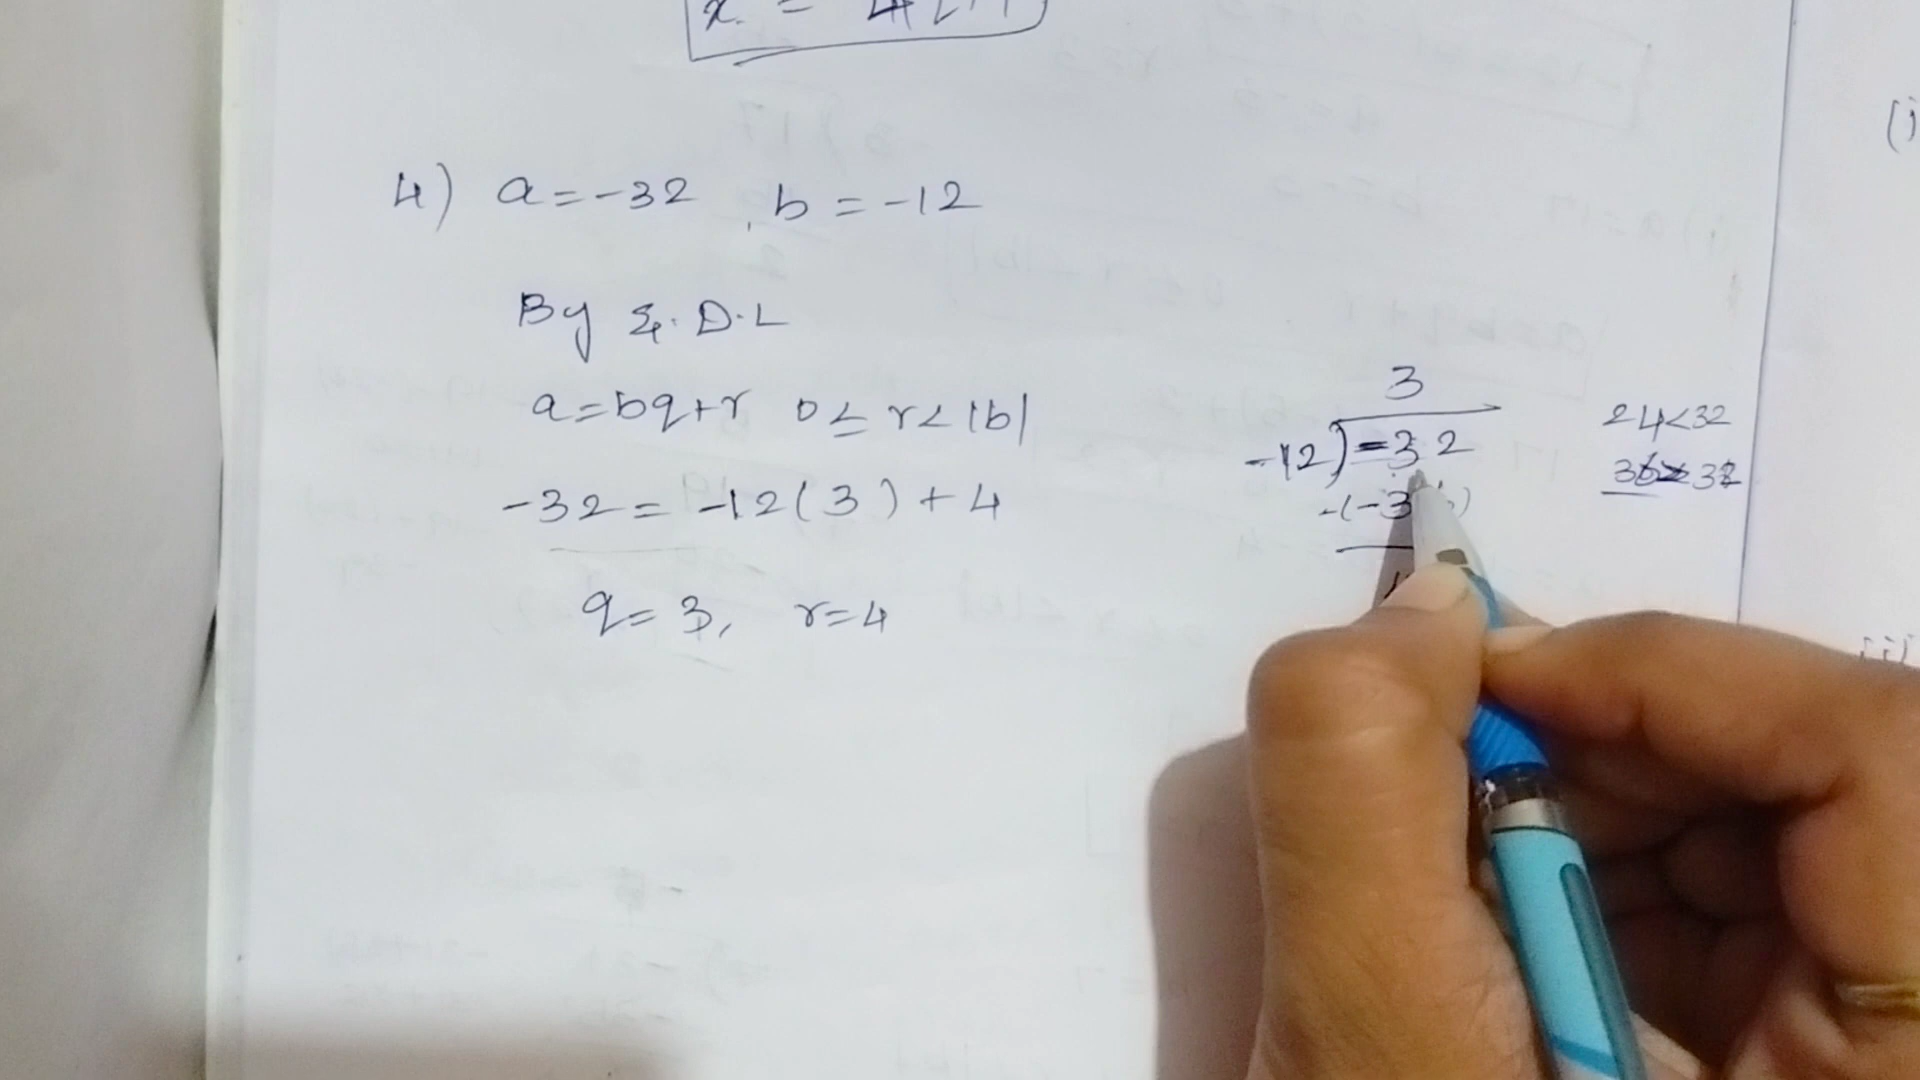 4) a=-32, b=-12
By E.D.L
a=bq+r 0≤r<|b|
-32=-12(3)+4
q=3, r=4
3
-12)-32
-(-3
24<32
36>32
(i)